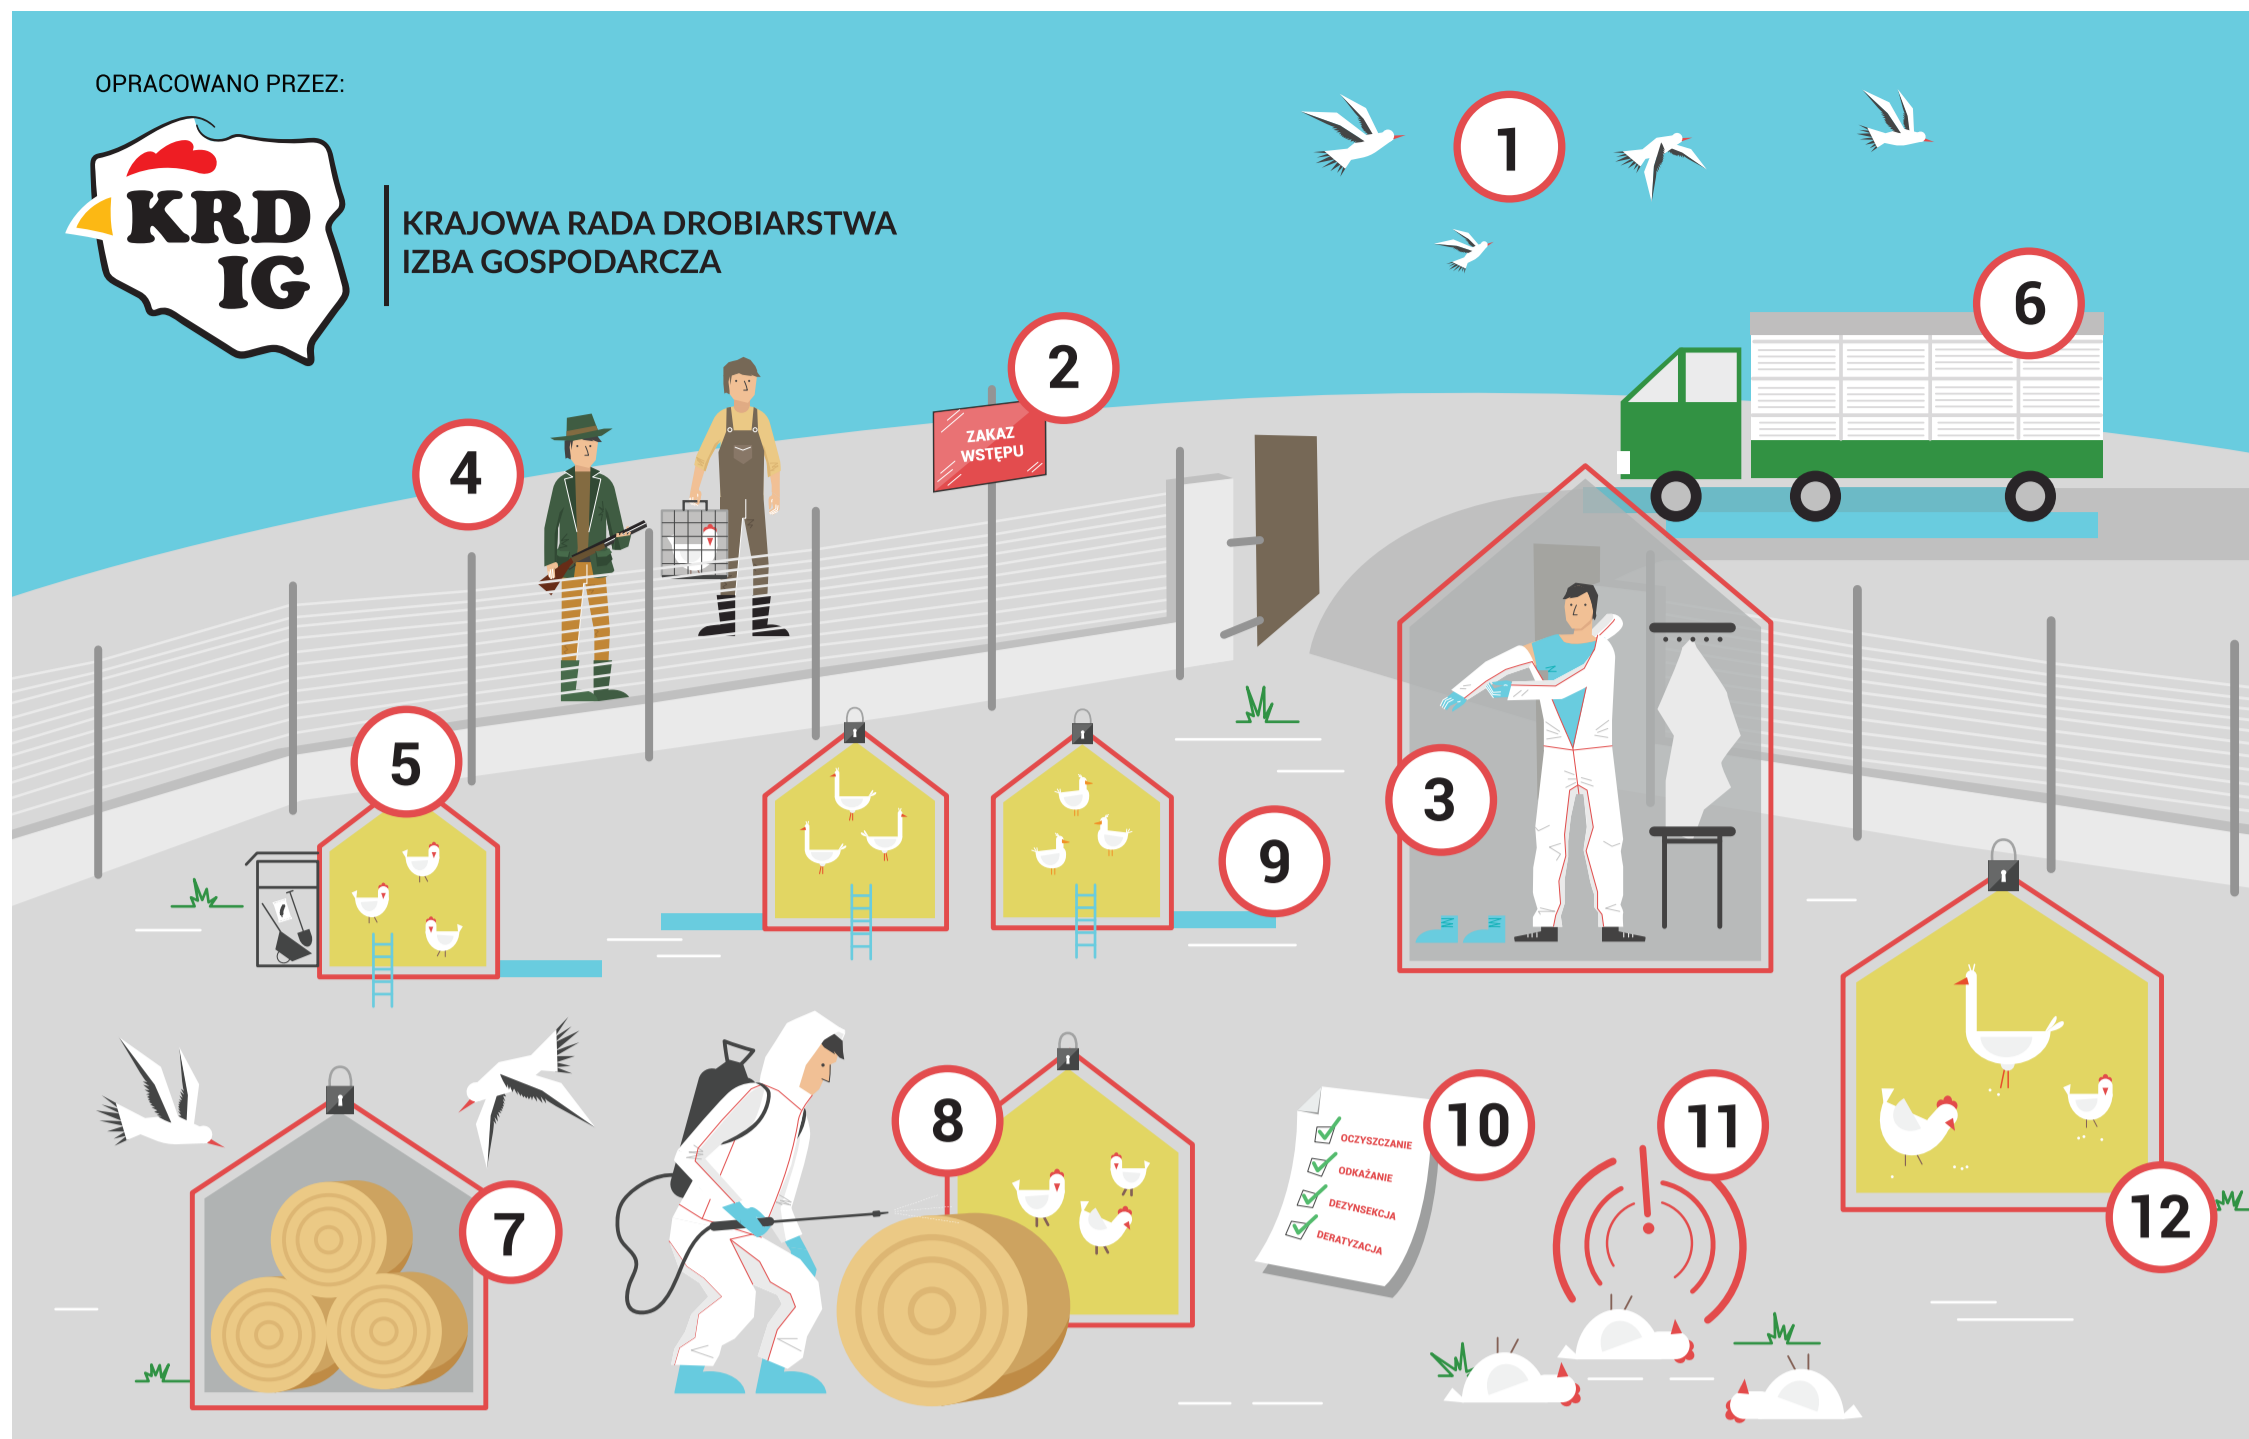 OPRACOWANO PRZEZ:
KRD
IG
KRAJOWA RADA DROBIARSTWA
IZBA GOSPODARCZA
1
6
2
ZAKAZ
WSTĘPU
4
5
3
9
7
8
10
OCZYSZCZANIE
ODKAŻANIE
DEZYNSEKCJA
DERATYZACJA
11
12